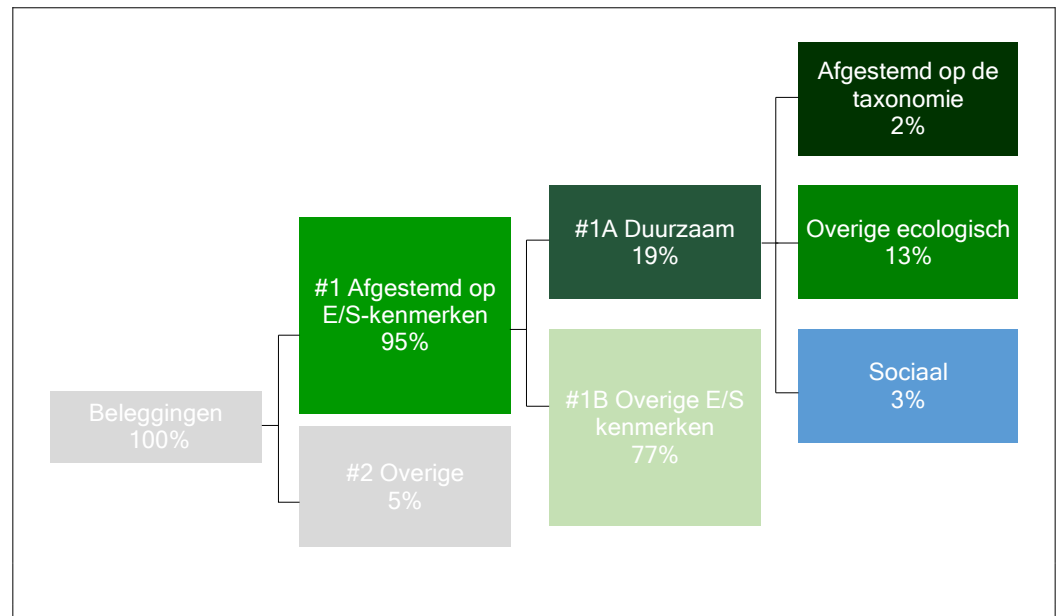 Beleggingen
100%
#1 Afgestemd op
E/S-kenmerken
95%
#2 Overige
5%
#1A Duurzaam
19%
#1B Overige E/S
kenmerken
77%
Afgestemd op de
taxonomie
2%
Overige ecologisch
13%
Sociaal
3%